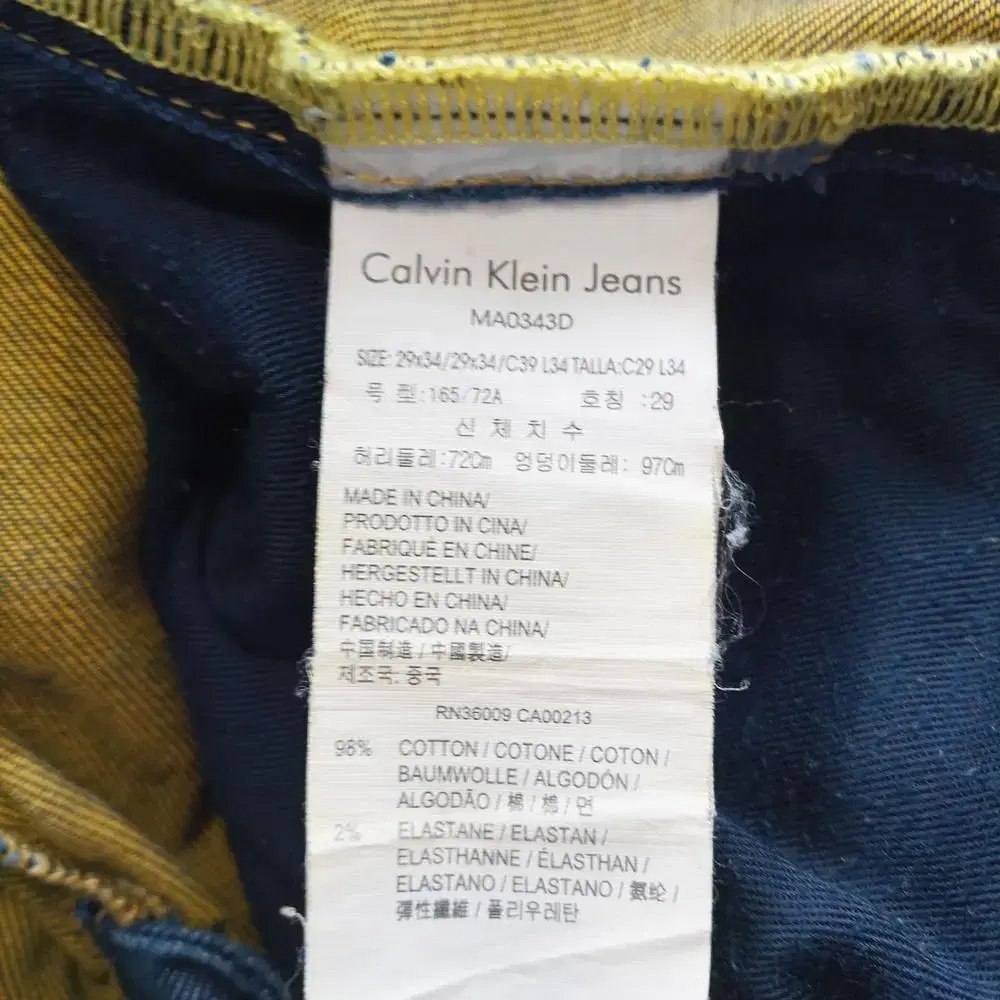 Calvin Klein Jeans
MA0343D
SIZE: 29x34/29x34/C39 L34 TALLA:C29 L34
号 型:165/72A 호칭 :29
신 체 치 수
허리둘레:72Cm 엉덩이둘레: 97Cm
MADE IN CHINA/
PRODOTTO IN CINA/
FABRIQUÉ EN CHINE/
HERGESTELLT IN CHINA/
HECHO EN CHINA/
FABRICADO NA CHINA/
中国制造 / 中國製造/
제조국: 중국
RN36009 CA00213
98% COTTON / COTONE / COTON /
BAUMWOLLE / ALGODÓN /
ALGODÃO / 棉 / 棉 / 면
2% ELASTANE / ELASTAN /
ELASTHANNE / ÉLASTHAN /
ELASTANO / ELASTANO / 氨纶 /
彈性纖維 / 폴리우레탄